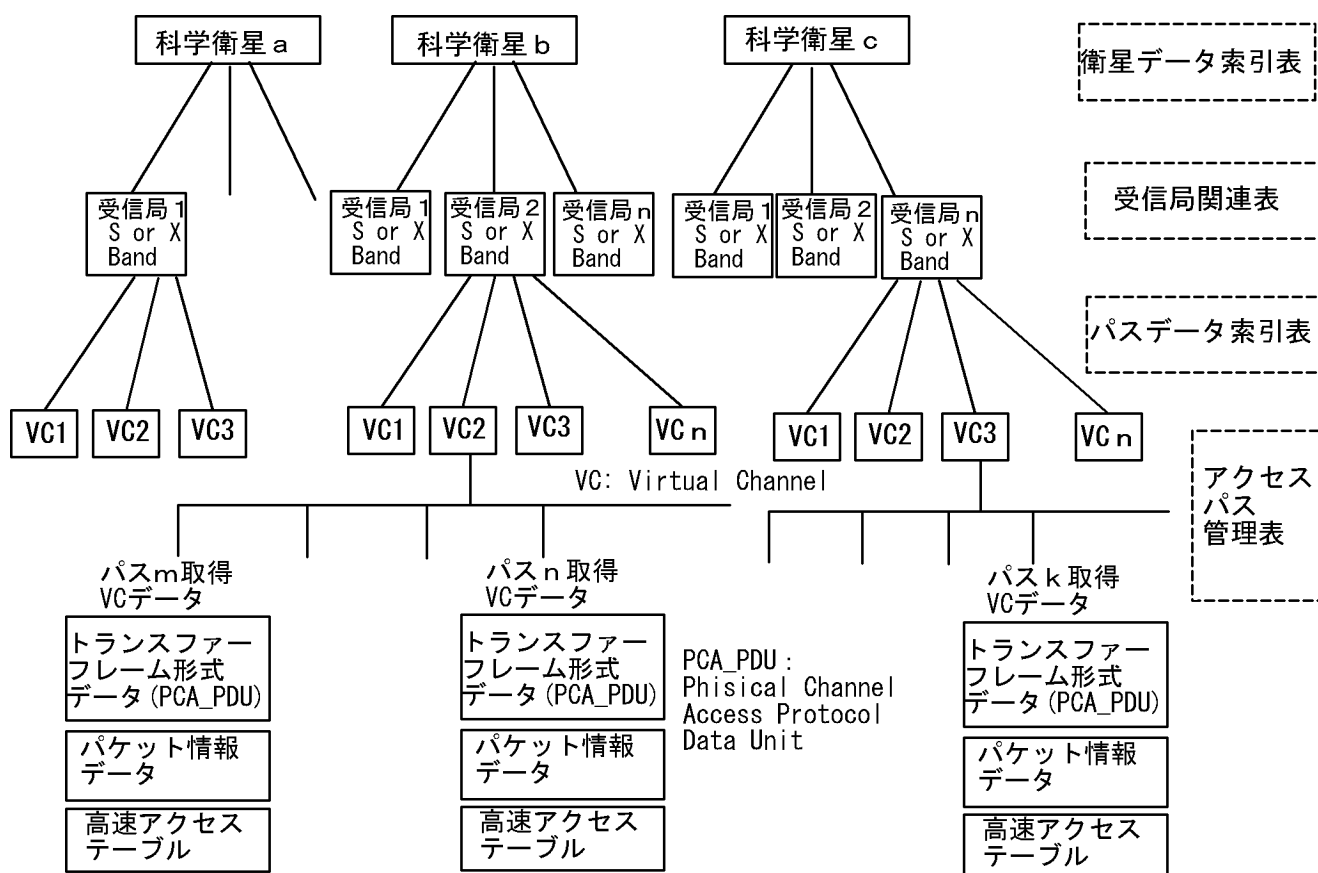 科学衛星a
科学衛星b
科学衛星c
衛星データ索引表
受信局1
S or X
Band
受信局1
S or X
Band
受信局2
S or X
Band
受信局n
S or X
Band
受信局1
S or X
Band
受信局2
S or X
Band
受信局n
S or X
Band
受信局関連表
パスデータ索引表
VC1
VC2
VC3
VC1
VC2
VC3
VCn
VC1
VC2
VC3
VCn
VC: Virtual Channel
アクセス
パス
管理表
パスm取得
VCデータ
トランスファー
フレーム形式
データ(PCA_PDU)
パケット情報
データ
高速アクセス
テーブル
パスn取得
VCデータ
トランスファー
フレーム形式
データ(PCA_PDU)
パケット情報
データ
高速アクセス
テーブル
PCA_PDU:
Phisical Channel
Access Protocol
Data Unit
パスk取得
VCデータ
トランスファー
フレーム形式
データ(PCA_PDU)
パケット情報
データ
高速アクセス
テーブル